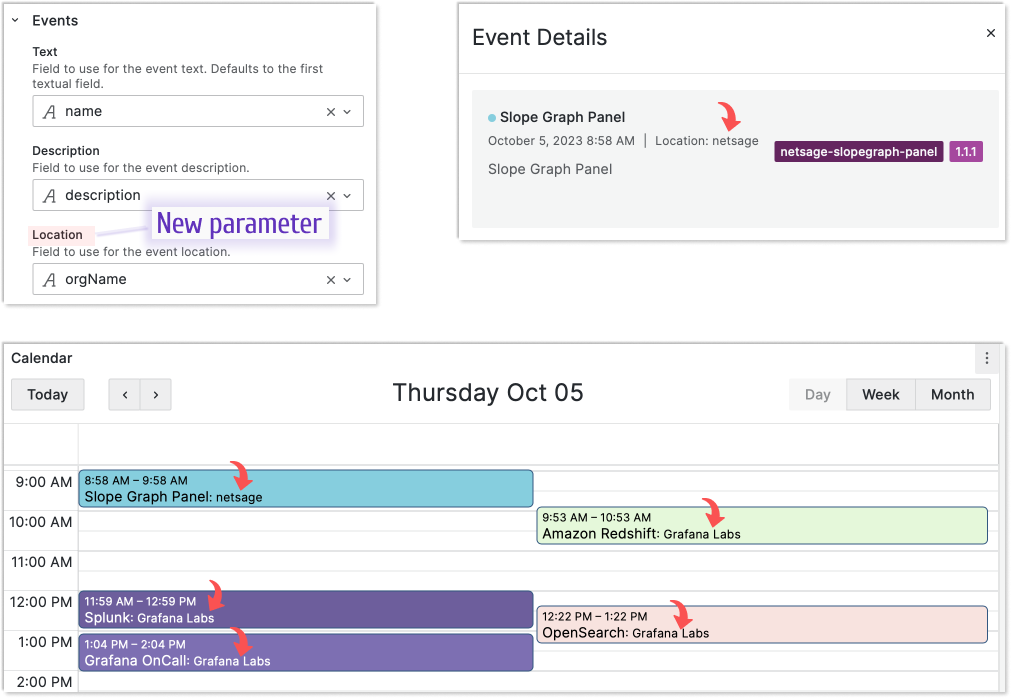 Events
Text
Field to use for the event text. Defaults to the first
textual field.
name
Description
Field to use for the event description.
description
New parameter
Location
Field to use for the event location.
orgName
Event Details
Slope Graph Panel
October 5, 2023 8:58 AM | Location: netsage
netsage-slopegraph-panel 1.1.1
Slope Graph Panel
Calendar
Today
Thursday Oct 05
Day Week Month
9:00 AM
8:58 AM – 9:58 AM
Slope Graph Panel: netsage
10:00 AM
9:53 AM – 10:53 AM
Amazon Redshift: Grafana Labs
11:00 AM
12:00 PM
11:59 AM – 12:59 PM
Splunk: Grafana Labs
12:22 PM – 1:22 PM
OpenSearch: Grafana Labs
1:00 PM
1:04 PM – 2:04 PM
Grafana OnCall: Grafana Labs
2:00 PM